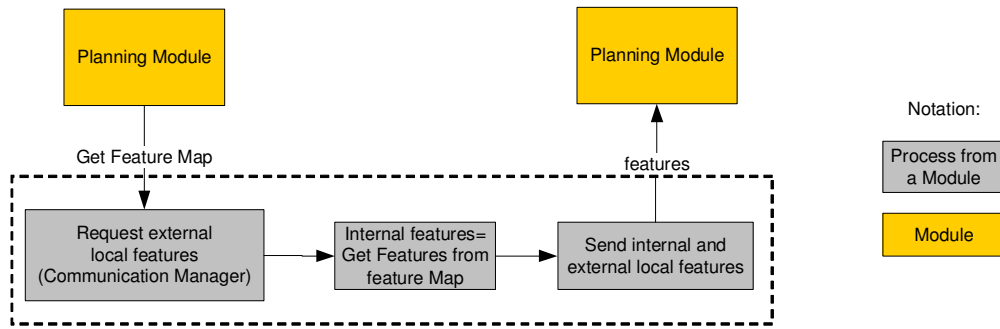 Planning Module
Planning Module
Notation:
Get Feature Map
features
Process from
a Module
Request external
local features
(Communication Manager)
Internal features=
Get Features from
feature Map
Send internal and
external local features
Module